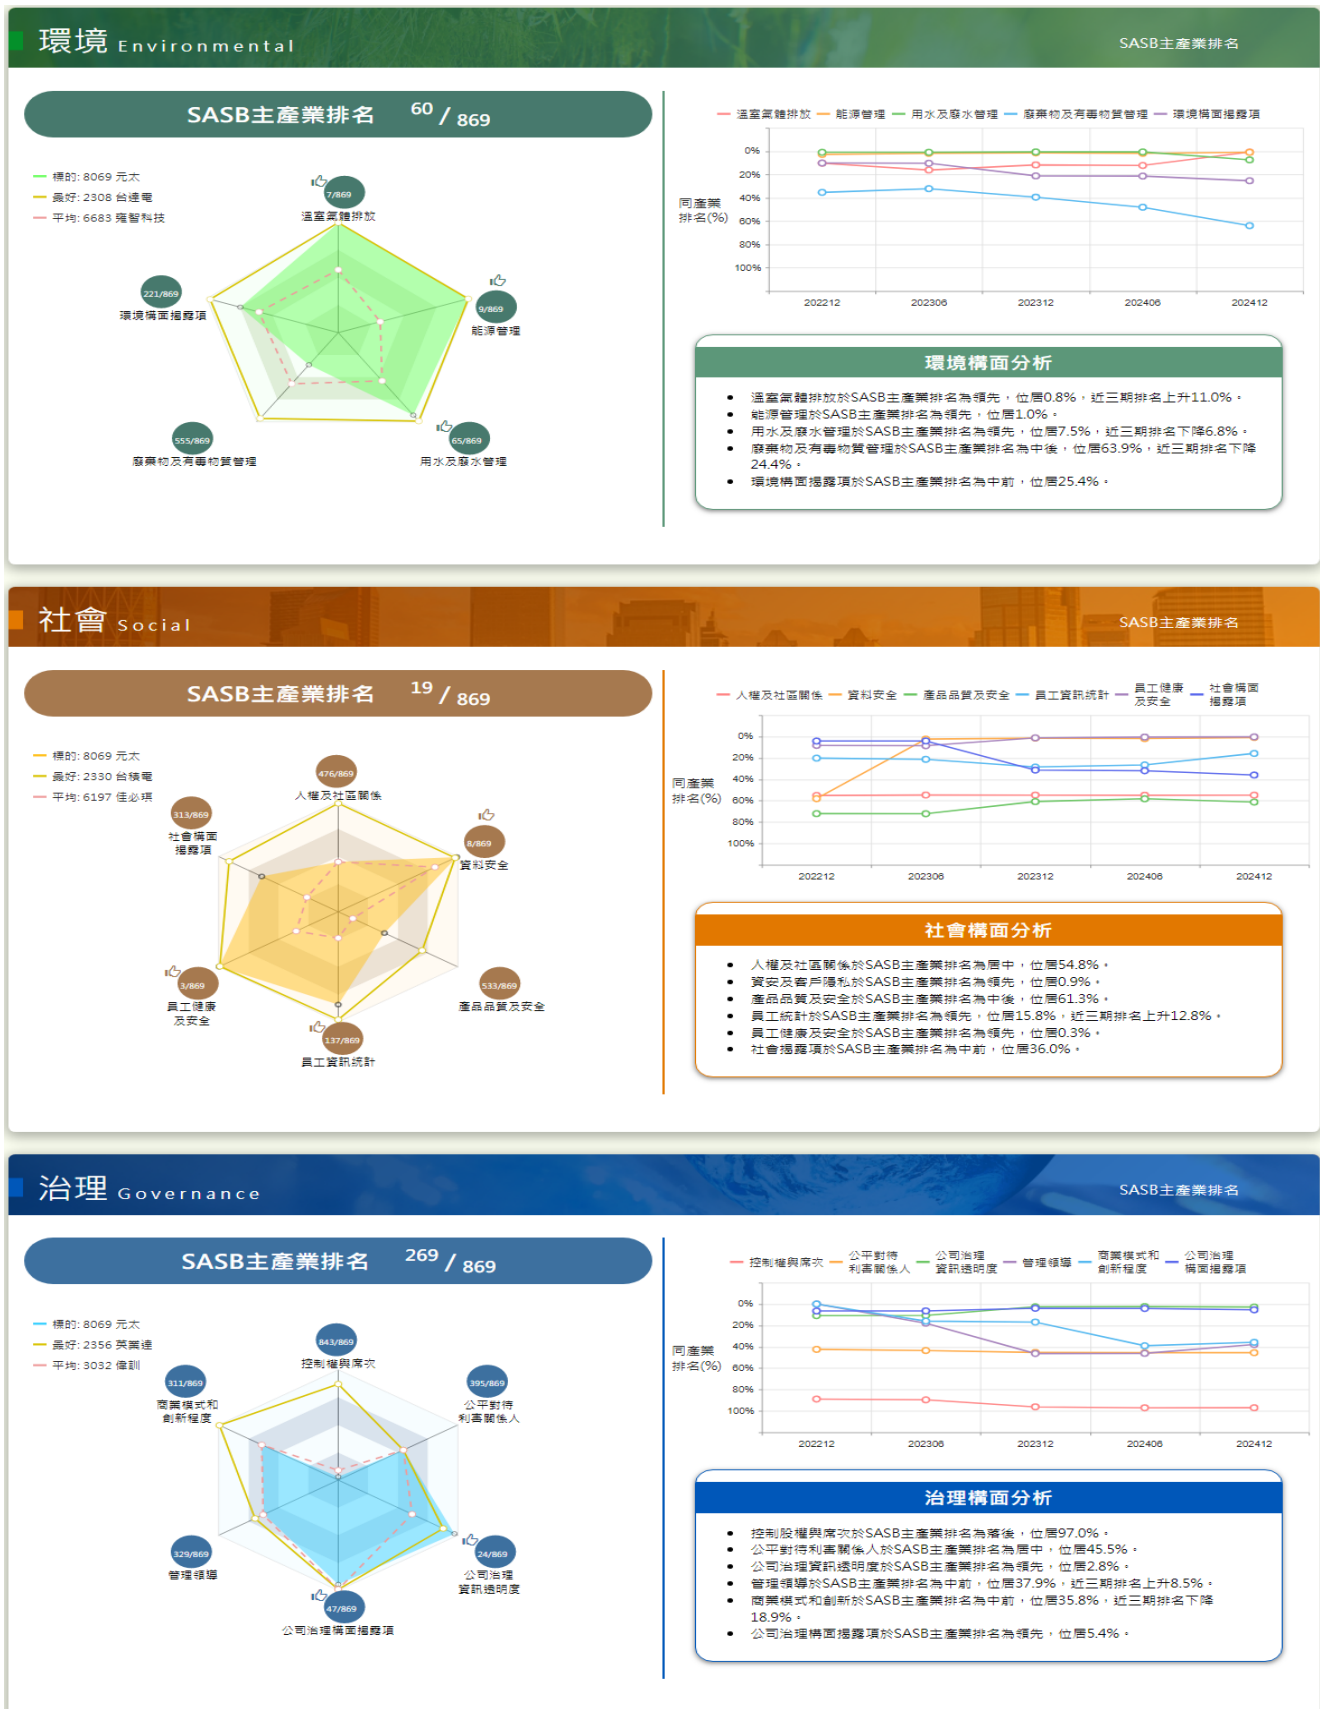 環境 Environmental
SASB主產業排名
SASB主產業排名 60 / 869
標的: 8069 元太
最好: 2308 台達電
平均: 6683 雍智科技
7/869
溫室氣體排放
9/869
能源管理
65/869
用水及廢水管理
555/869
廢棄物及有毒物質管理
221/869
環境構面揭露項
溫室氣體排放 能源管理 用水及廢水管理 廢棄物及有毒物質管理 環境構面揭露項
同產業
排名(%)
0%
20%
40%
60%
80%
100%
202212 202306 202312 202406 202412
環境構面分析
• 溫室氣體排放於SASB主產業排名為領先，位居0.8%，近三期排名上升11.0%。
• 能源管理於SASB主產業排名為領先，位居1.0%。
• 用水及廢水管理於SASB主產業排名為領先，位居7.5%，近三期排名下降6.8%。
• 廢棄物及有毒物質管理於SASB主產業排名為中後，位居63.9%，近三期排名下降
24.4%。
• 環境構面揭露項於SASB主產業排名為中前，位居25.4%。
社會 Social
SASB主產業排名
SASB主產業排名 19 / 869
標的: 8069 元太
最好: 2330 台積電
平均: 6197 佳必琪
476/869
人權及社區關係
8/869
資料安全
533/869
產品品質及安全
137/869
員工資訊統計
3/869
員工健康
及安全
313/869
社會構面
揭露項
人權及社區關係 資料安全 產品品質及安全 員工資訊統計 員工健康
及安全 社會構面
揭露項
同產業
排名(%)
0%
20%
40%
60%
80%
100%
202212 202306 202312 202406 202412
社會構面分析
• 人權及社區關係於SASB主產業排名為居中，位居54.8%。
• 資安及客戶隱私於SASB主產業排名為領先，位居0.9%。
• 產品品質及安全於SASB主產業排名為中後，位居61.3%。
• 員工統計於SASB主產業排名為領先，位居15.8%，近三期排名上升12.8%。
• 員工健康及安全於SASB主產業排名為領先，位居0.3%。
• 社會揭露項於SASB主產業排名為中前，位居36.0%。
治理 Governance
SASB主產業排名
SASB主產業排名 269 / 869
標的: 8069 元太
最好: 2356 英業達
平均: 3032 偉訓
843/869
控制權與席次
395/869
公平對待
利害關係人
24/869
公司治理
資訊透明度
47/869
公司治理構面揭露項
329/869
管理領導
311/869
商業模式和
創新程度
控制權與席次 公平對待
利害關係人 公司治理
資訊透明度 管理領導 商業模式和
創新程度 公司治理
構面揭露項
同產業
排名(%)
0%
20%
40%
60%
80%
100%
202212 202306 202312 202406 202412
治理構面分析
• 控制股權與席次於SASB主產業排名為落後，位居97.0%。
• 公平對待利害關係人於SASB主產業排名為居中，位居45.5%。
• 公司治理資訊透明度於SASB主產業排名為領先，位居2.8%。
• 管理領導於SASB主產業排名為中前，位居37.9%，近三期排名上升8.5%。
• 商業模式和創新於SASB主產業排名為中前，位居35.8%，近三期排名下降
18.9%。
• 公司治理構面揭露項於SASB主產業排名為領先，位居5.4%。